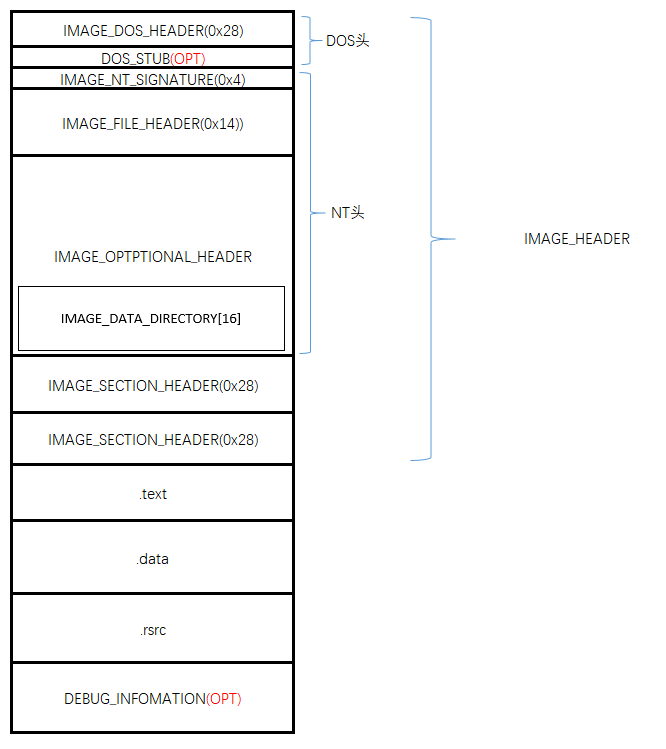 IMAGE_DOS_HEADER(0x28)
DOS头
DOS_STUB(OPT)
IMAGE_NT_SIGNATURE(0x4)
IMAGE_FILE_HEADER(0x14))
NT头
IMAGE_HEADER
IMAGE_OPTPTIONAL_HEADER
IMAGE_DATA_DIRECTORY[16]
IMAGE_SECTION_HEADER(0x28)
IMAGE_SECTION_HEADER(0x28)
.text
.data
.rsrc
DEBUG_INFOMATION(OPT)